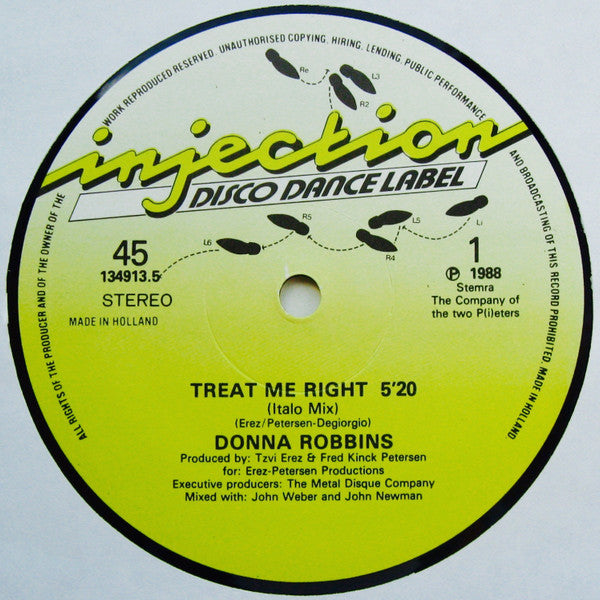 ALL RIGHTS OF THE PRODUCER AND OF THE OWNER OF THE WORK REPRODUCED RESERVED. UNAUTHORISED COPYING, HIRING, LENDING, PUBLIC PERFORMANCE AND BROADCASTING OF THIS RECORD PROHIBITED. MADE IN HOLLAND
Re
L3
R2
injection
DISCO DANCE LABEL
L6
R5
R4
L5
Li
45
134913.5
STEREO
MADE IN HOLLAND
1
℗ 1988
Stemra
The Company of
the two P(i)eters
TREAT ME RIGHT 5'20
(Italo Mix)
(Erez/Petersen-Degiorgio)
DONNA ROBBINS
Produced by: Tzvi Erez & Fred Kinck Petersen
for: Erez-Petersen Productions
Executive producers: The Metal Disque Company
Mixed with: John Weber and John Newman